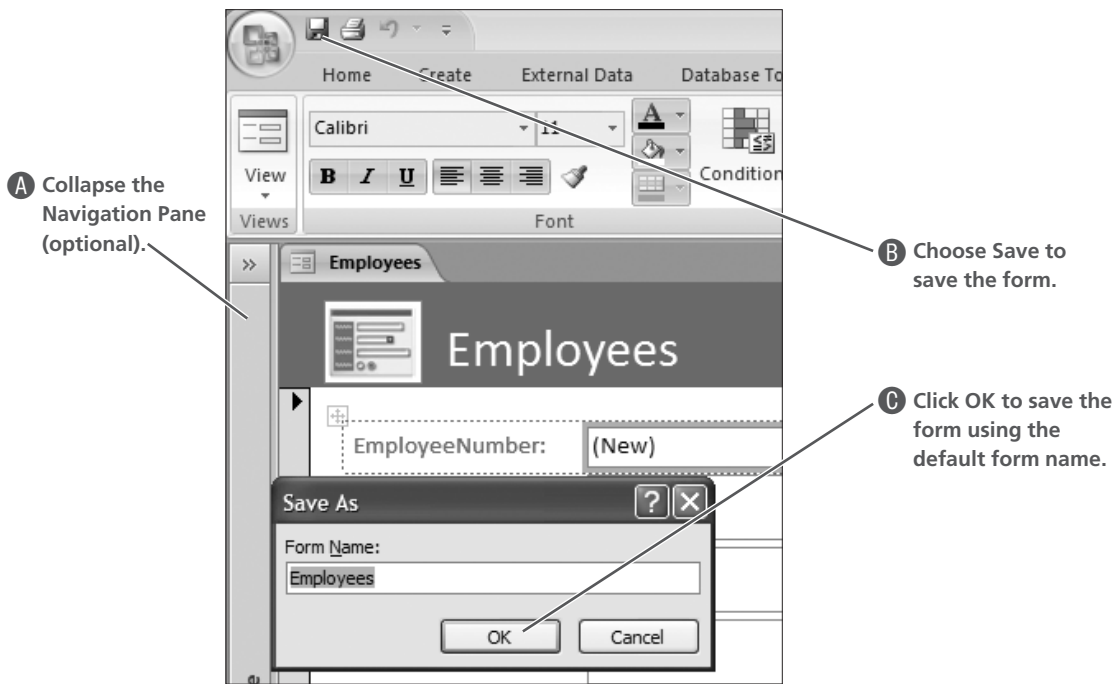 Home Create External Data Database To
Calibri 11 A
View B I U Condition
Views Font
A Collapse the
Navigation Pane
(optional).
» Employees
B Choose Save to
save the form.
Employees
C Click OK to save the
form using the
default form name.
EmployeeNumber: (New)
Save As ? X
Form Name:
Employees
OK Cancel